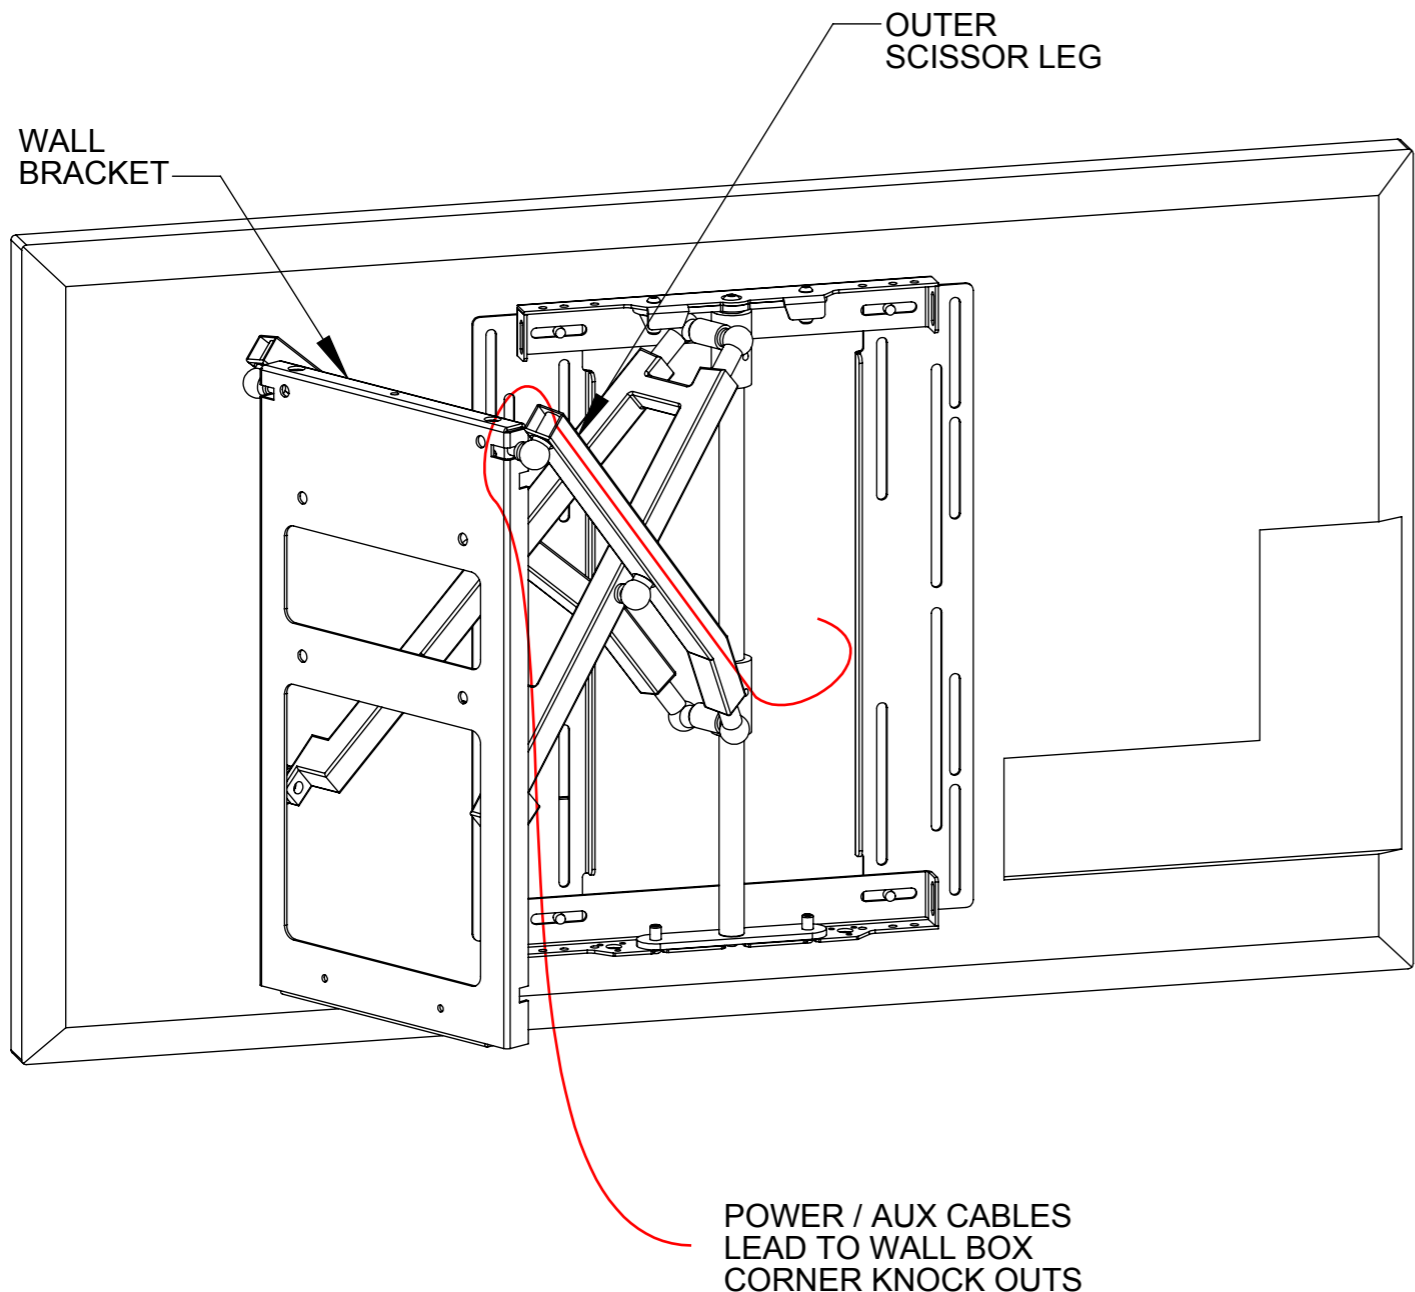 OUTER
SCISSOR LEG
WALL
BRACKET
POWER / AUX CABLES
LEAD TO WALL BOX
CORNER KNOCK OUTS